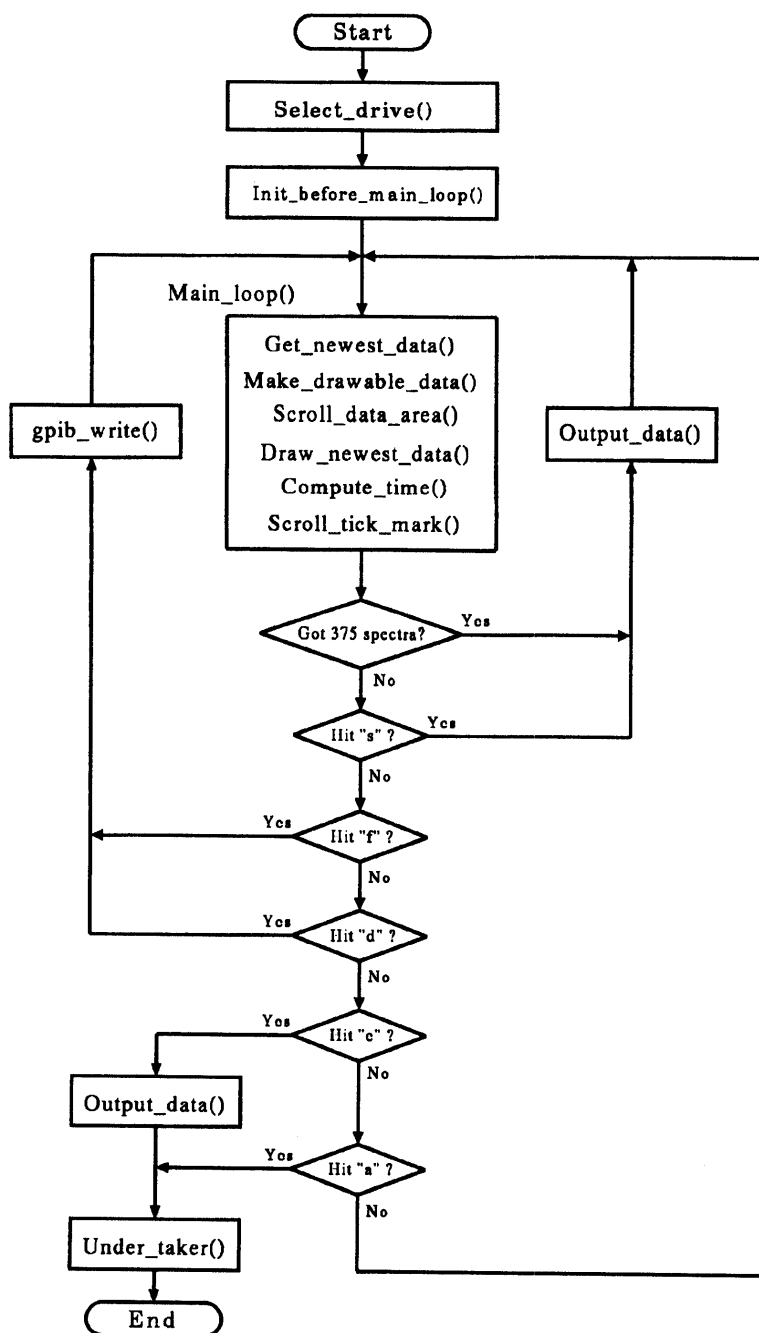 Start
Select_drive()
Init_before_main_loop()
Main_loop()
Get_newest_data()
Make_drawable_data()
Scroll_data_area()
Draw_newest_data()
Compute_time()
Scroll_tick_mark()
gpib_write()
Output_data()
Got 375 spectra?
Yes
No
Hit "s" ?
Yes
No
Hit "f" ?
Yes
No
Hit "d" ?
Yes
No
Hit "c" ?
Yes
No
Output_data()
Hit "a" ?
Yes
No
Under_taker()
End